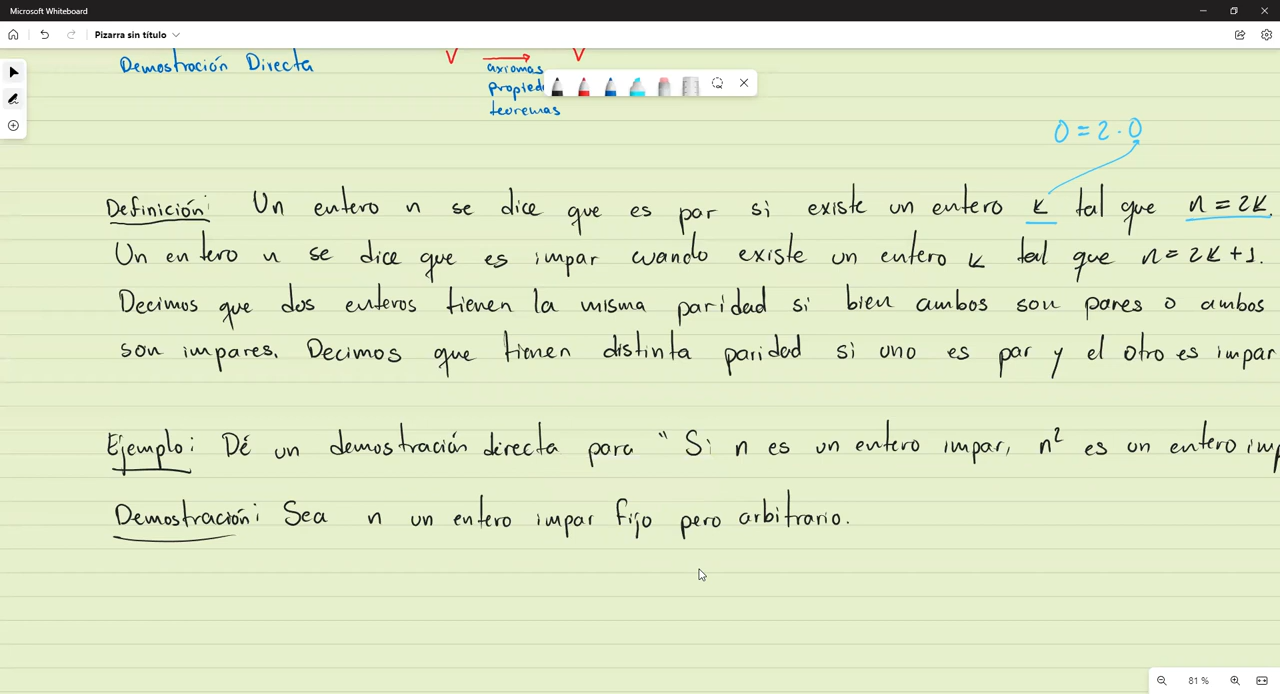 Microsoft Whiteboard
Pizarra sin título
Demostración Directa
V V
axiomas
propied
teoremas
0 = 2 · 0
Definición: Un entero n se dice que es par si existe un entero k tal que n = 2k.
Un entero n se dice que es impar cuando existe un entero k tal que n = 2k + 1.
Decimos que dos enteros tienen la misma paridad si bien ambos son pares o ambos
son impares. Decimos que tienen distinta paridad si uno es par y el otro es impar
Ejemplo: Dé un demostración directa para "Si n es un entero impar, n² es un entero imp
Demostración: Sea n un entero impar fijo pero arbitrario.
81 %